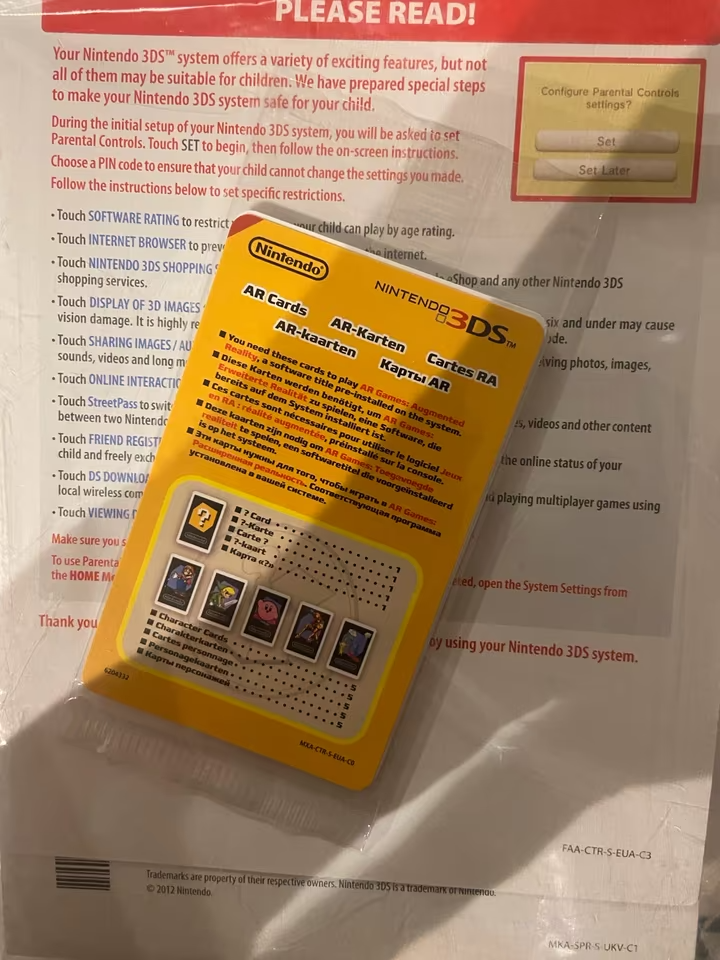 PLEASE READ!
Your Nintendo 3DS™ system offers a variety of exciting features, but not
all of them may be suitable for children. We have prepared special steps
to make your Nintendo 3DS system safe for your child.
During the initial setup of your Nintendo 3DS system, you will be asked to set
Parental Controls. Touch SET to begin, then follow the on-screen instructions.
Choose a PIN code to ensure that your child cannot change the settings you made.
Follow the instructions below to set specific restrictions.
Configure Parental Controls
settings?
Set
Set Later
• Touch SOFTWARE RATING to restrict your child can play by age rating.
• Touch INTERNET BROWSER to the internet.
• Touch NINTENDO 3DS SHOPPING eShop and any other Nintendo 3DS
shopping services.
• Touch DISPLAY OF 3D IMAGES six and under may cause
vision damage. It is highly
• Touch SHARING IMAGES / photos, images,
sounds, videos and long
• Touch ONLINE videos and other content
• Touch StreetPass to
between two Nintendo
• Touch FRIEND the online status of your
child and freely
• Touch DS playing multiplayer games using
local wireless
• Touch VIEWING
Make sure you
To use open the System Settings from
the HOME
Thank you by using your Nintendo 3DS system.
Nintendo
NINTENDO 3DS™
AR Cards AR-Karten Cartes RA
AR-kaarten Карты AR
■ You need these cards to play AR Games: Augmented
Reality, a software title pre-installed on the system.
■ Diese Karten werden benötigt, um AR Games:
Erweiterte Realität zu spielen, eine Software, die
bereits auf dem System installiert ist.
■ Ces cartes sont nécessaires pour utiliser le logiciel Jeux
en RA : réalité augmentée, préinstallé sur la console.
■ Deze kaarten zijn nodig om AR Games: Toegevoegde
realiteit te spelen, een softwaretitel die voorgeïnstalleerd
is op het systeem.
■ Эти карты нужны для того, чтобы играть в AR Games:
Расширенная реальность. Соответствующая программа
установлена в вашей системе.
?
■ ? Card 1
■ ?-Karte 1
■ Carte ? 1
■ ?-kaart 1
■ Карта «?» 1
■ Character Cards 5
■ Charakterkarten 5
■ Cartes personnage 5
■ Personagekaarten 5
■ Карты персонажей 5
6204332
MKA-CTR-S-EUA-C0
FAA-CTR-S-EUA-C3
Trademarks are property of their respective owners. Nintendo 3DS is a trademark of Nintendo.
© 2012 Nintendo.
MKA-SPR-S-UKV-C1